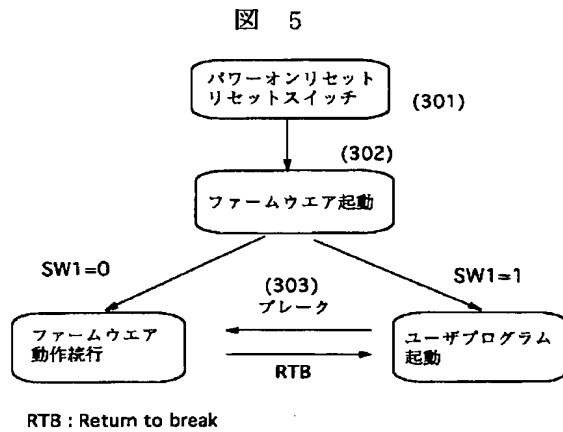 図 5
パワーオンリセット
リセットスイッチ
(301)
(302)
ファームウエア起動
SW1=0
SW1=1
(303)
ブレーク
ファームウエア
動作続行
RTB
ユーザプログラム
起動
RTB : Return to break